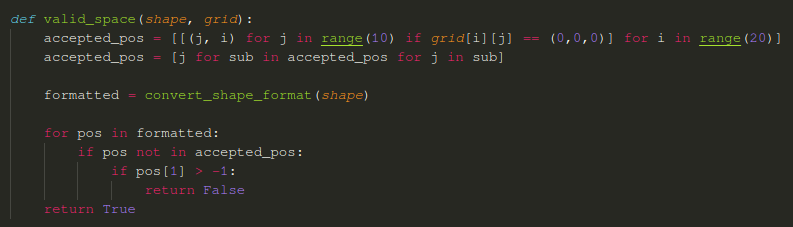 def valid_space(shape, grid):
    accepted_pos = [[(j, i) for j in range(10) if grid[i][j] == (0,0,0)] for i in range(20)]
    accepted_pos = [j for sub in accepted_pos for j in sub]

    formatted = convert_shape_format(shape)

    for pos in formatted:
        if pos not in accepted_pos:
            if pos[1] > -1:
                return False
    return True